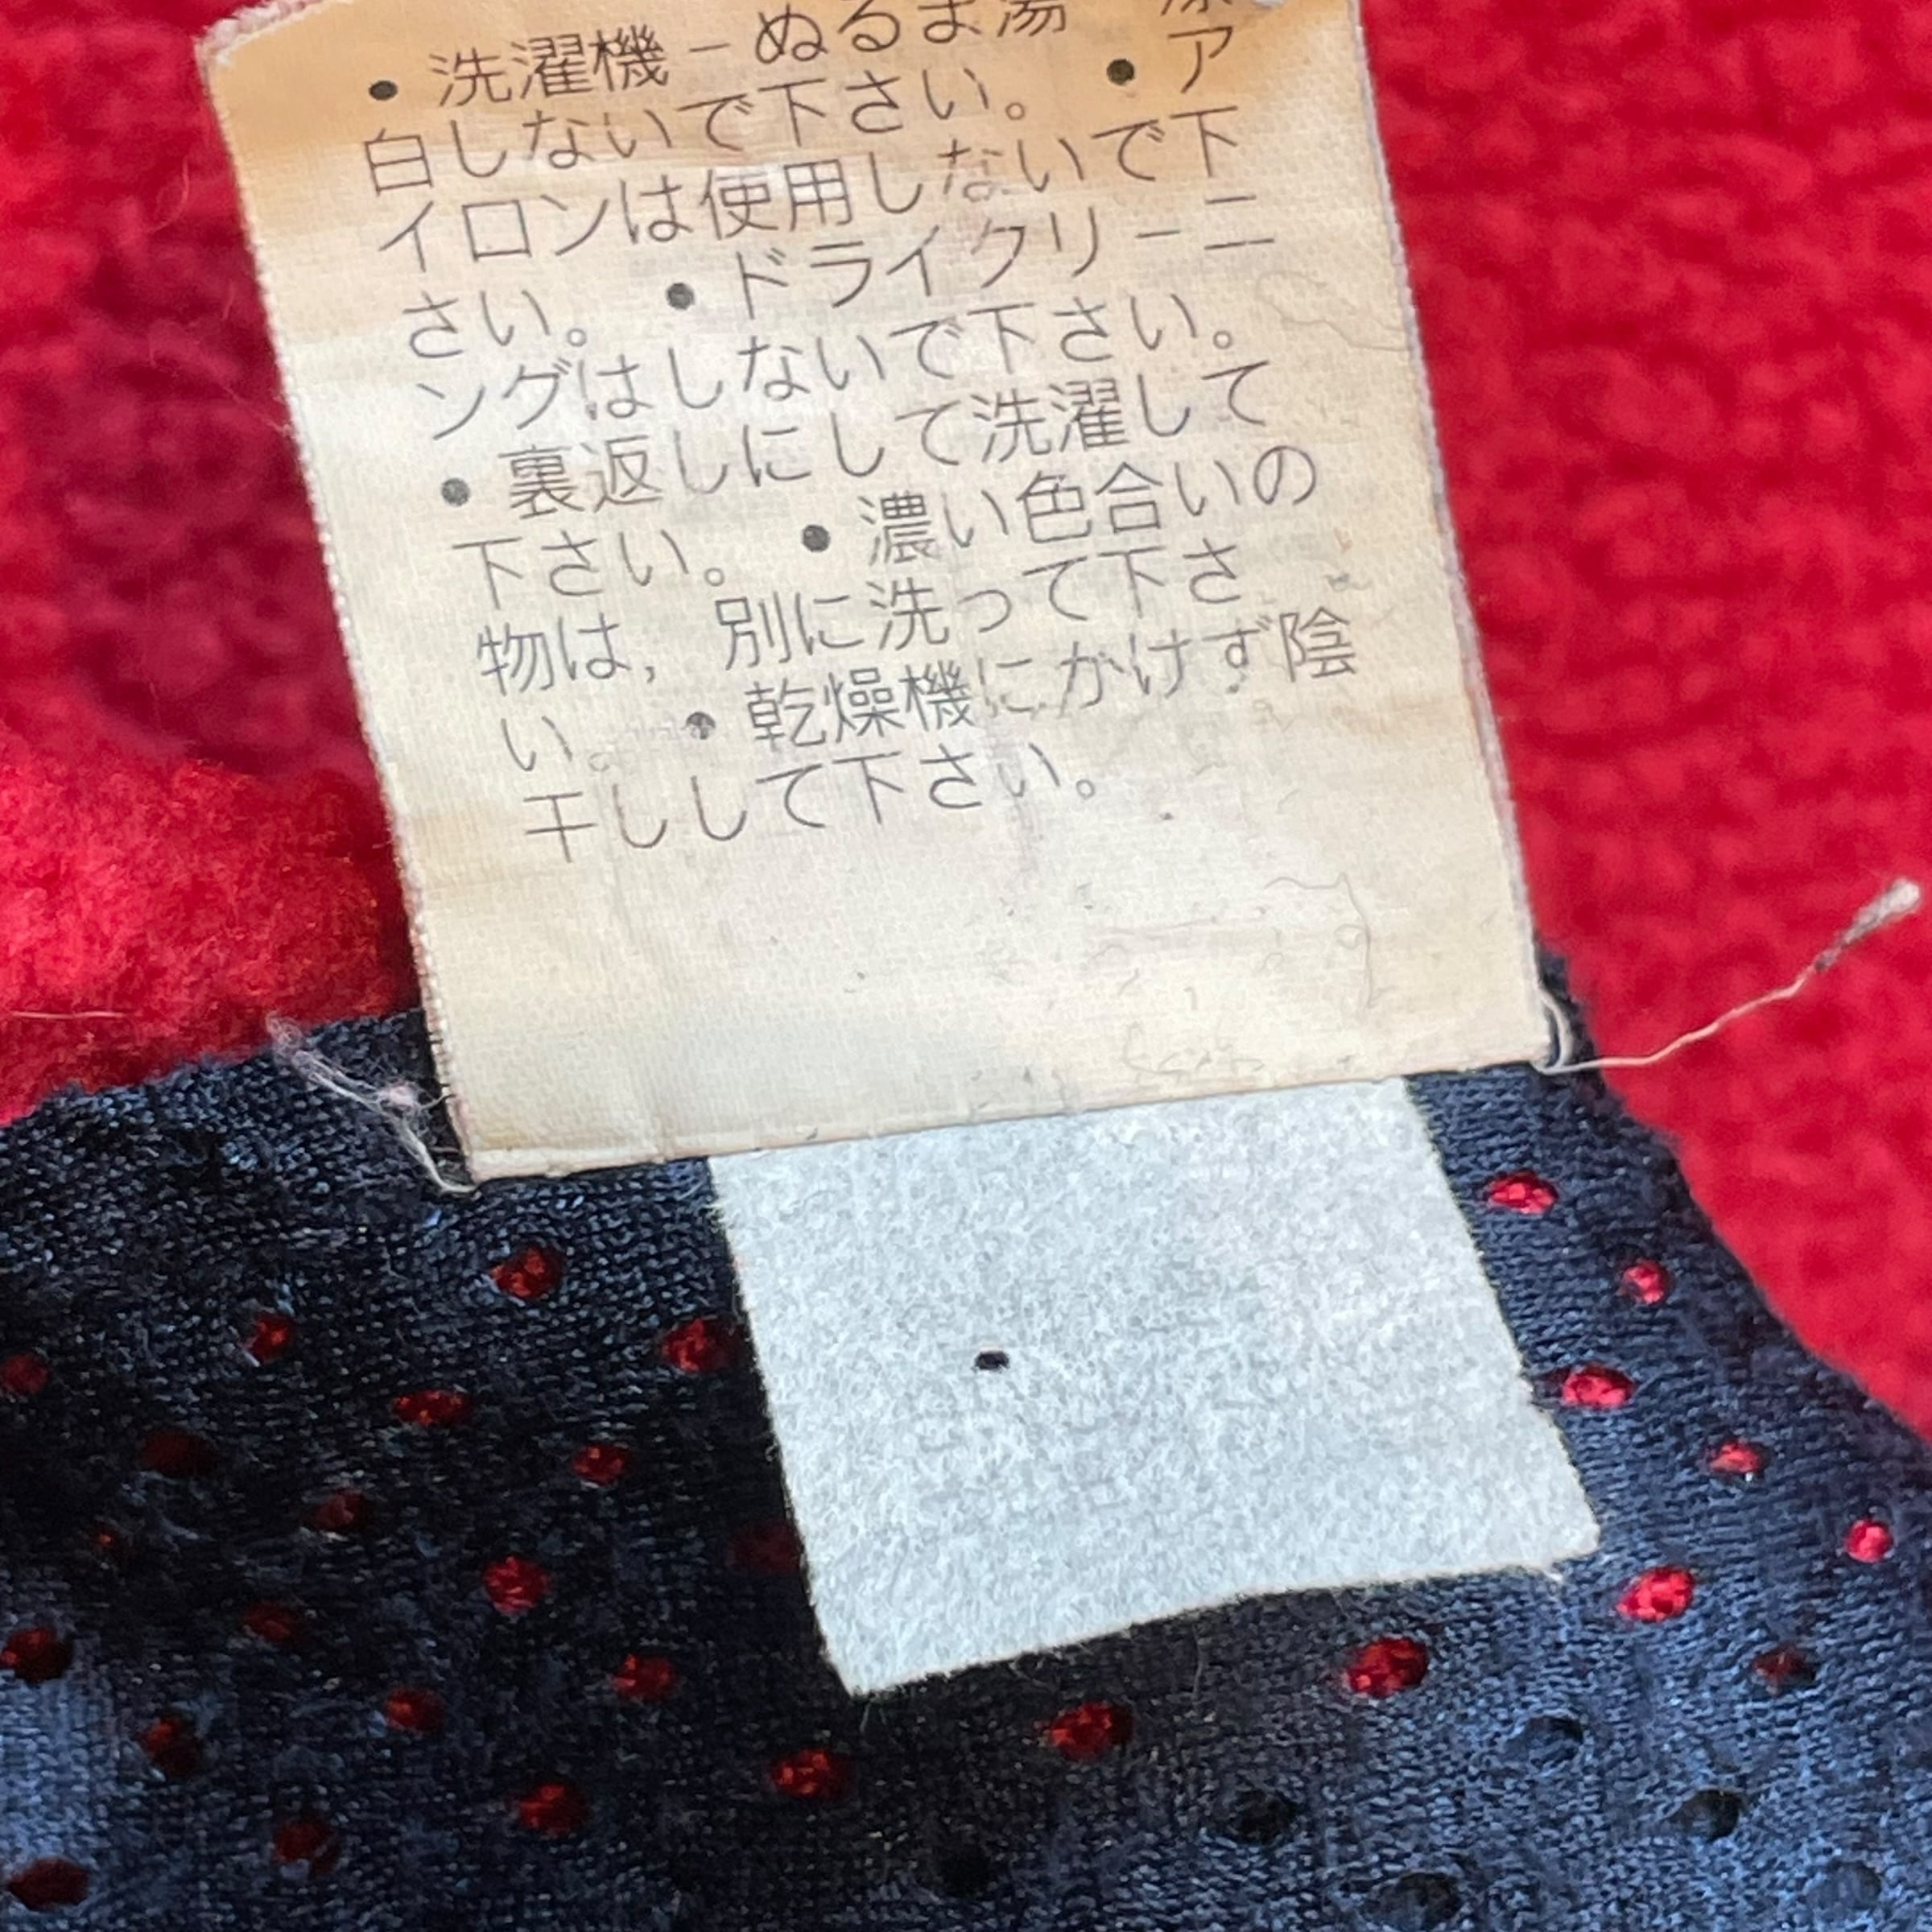 • 洗濯機 – ぬるま湯 • 漂
白しないで下さい。 • ア
イロンは使用しないで下
さい。 • ドライクリーニ
ングはしないで下さい。
• 裏返しにして洗濯して
下さい。 • 濃い色合いの
物は, 別に洗って下さ
い。 • 乾燥機にかけず陰
干しして下さい。